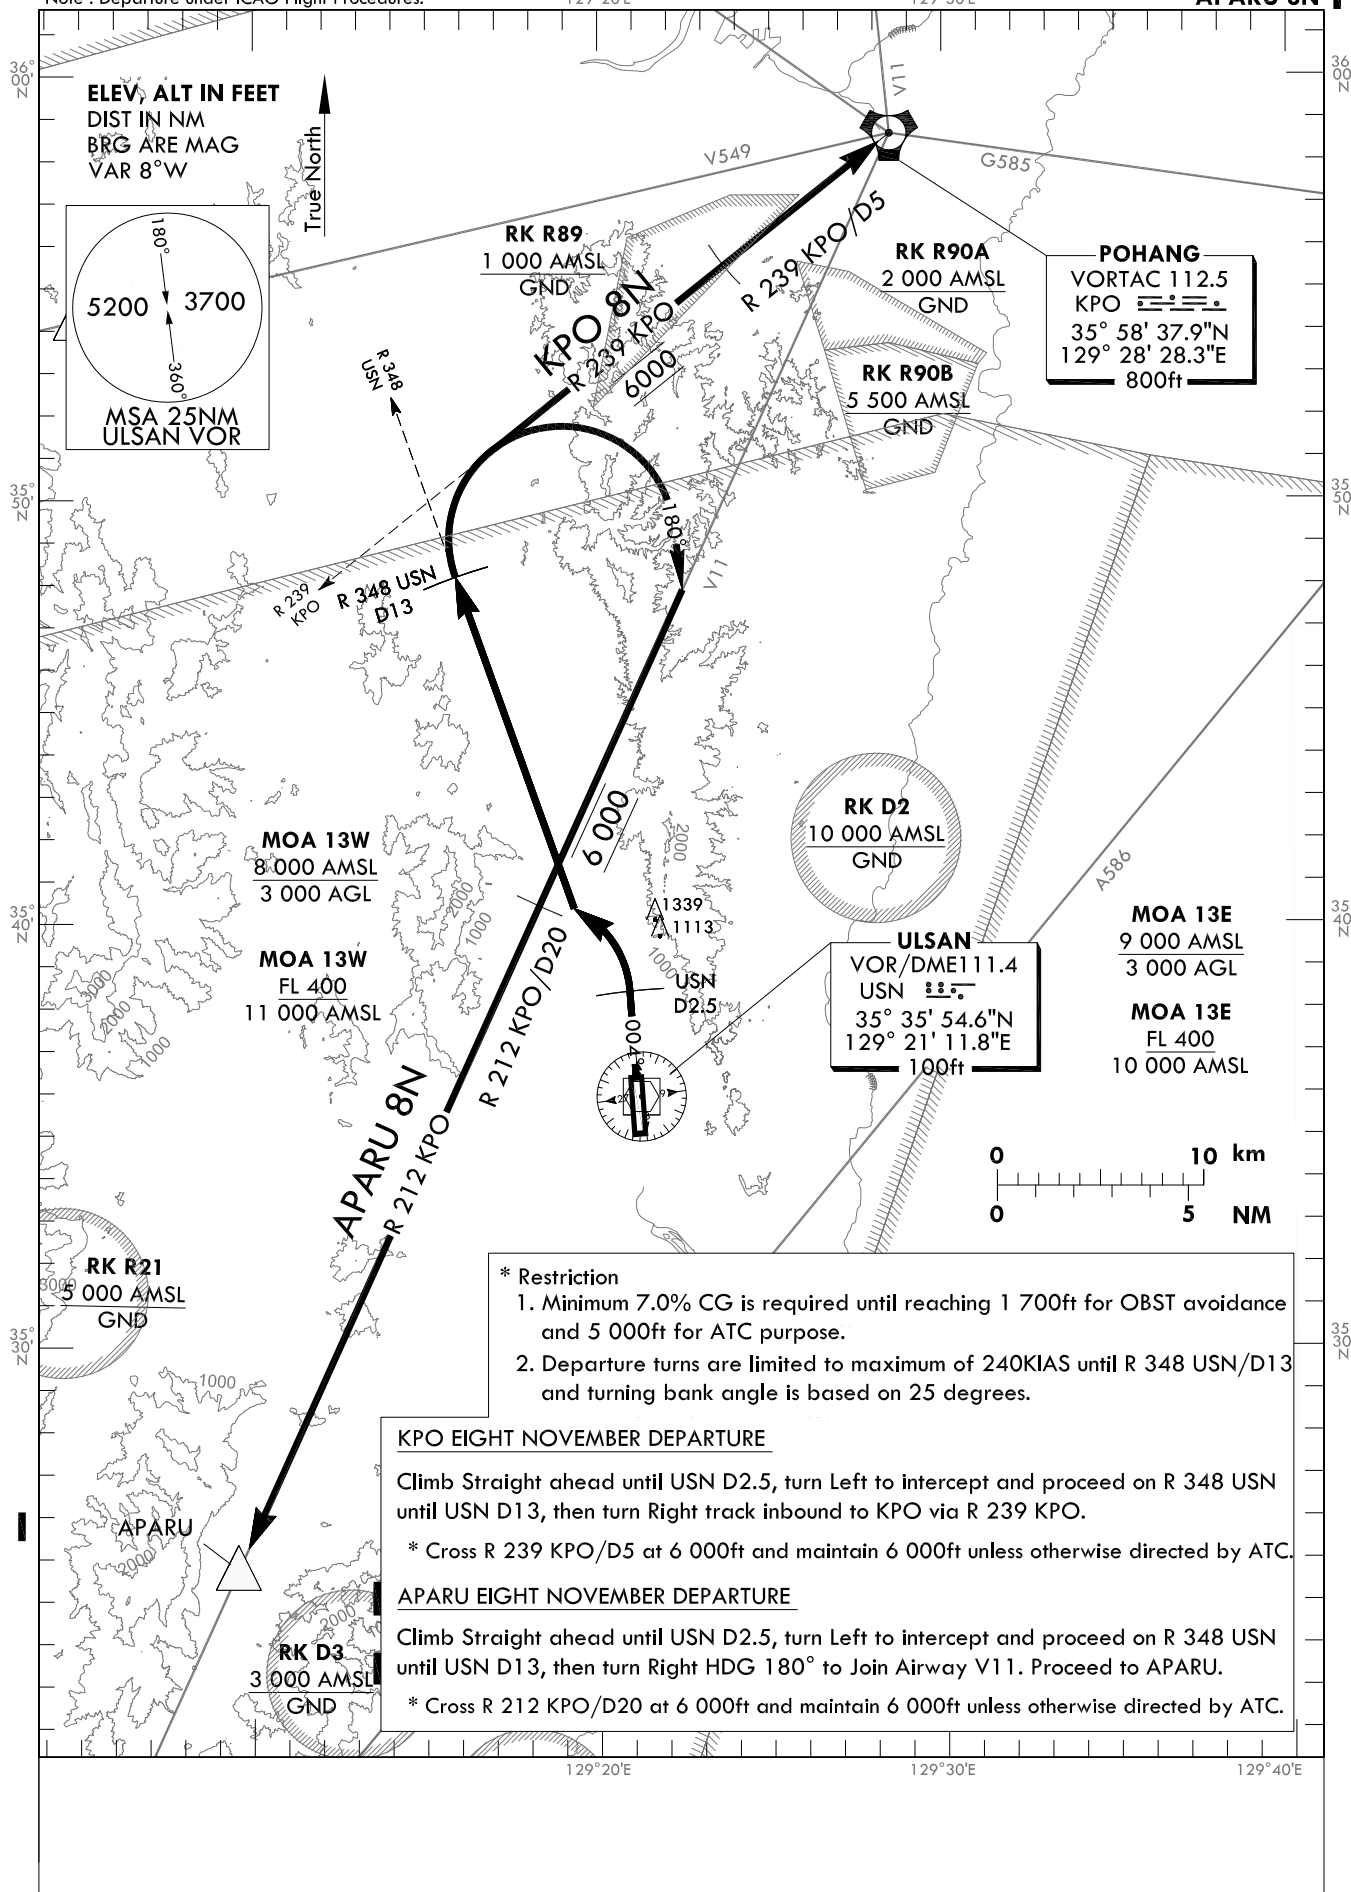 Note : Departure under ICAO Flight Procedures.
129°20'E
129°30'E
APARU 8N
36°
00'
N
36
00
N
ELEV, ALT IN FEET
DIST IN NM
BRG ARE MAG
VAR 8°W
True North
V11
V549
G585
180°
5200
3700
360°
MSA 25NM
ULSAN VOR
RK R89
1 000 AMSL
GND
R 239 KPO/D5
RK R90A
2 000 AMSL
GND
POHANG
VORTAC 112.5
KPO
35° 58' 37.9"N
129° 28' 28.3"E
800ft
KPO 8N
R 239 KPO
6000
R 348
USN
RK R90B
5 500 AMSL
GND
35°
50'
N
35
50
N
180°
V11
R 239
KPO
R 348 USN
D13
6 000
2000
RK D2
10 000 AMSL
GND
A586
MOA 13W
8 000 AMSL
3 000 AGL
2000
1000
1339
1113
1000
35°
40'
N
35
40
N
MOA 13E
9 000 AMSL
3 000 AGL
MOA 13W
FL 400
11 000 AMSL
3000
2000
1000
R 212 KPO/D20
USN
D2.5
ULSAN
VOR/DME111.4
USN
35° 35' 54.6"N
129° 21' 11.8"E
100ft
MOA 13E
FL 400
10 000 AMSL
004°
27
9
APARU 8N
R 212 KPO
0 10 km
0 5 NM
RK R21
3000
5 000 AMSL
GND
35°
30'
N
35
30
N
* Restriction
1. Minimum 7.0% CG is required until reaching 1 700ft for OBST avoidance
and 5 000ft for ATC purpose.
2. Departure turns are limited to maximum of 240KIAS until R 348 USN/D13
and turning bank angle is based on 25 degrees.
1000
KPO EIGHT NOVEMBER DEPARTURE
Climb Straight ahead until USN D2.5, turn Left to intercept and proceed on R 348 USN
until USN D13, then turn Right track inbound to KPO via R 239 KPO.
* Cross R 239 KPO/D5 at 6 000ft and maintain 6 000ft unless otherwise directed by ATC.
APARU
2000
APARU EIGHT NOVEMBER DEPARTURE
Climb Straight ahead until USN D2.5, turn Left to intercept and proceed on R 348 USN
until USN D13, then turn Right HDG 180° to Join Airway V11. Proceed to APARU.
* Cross R 212 KPO/D20 at 6 000ft and maintain 6 000ft unless otherwise directed by ATC.
2000
RK D3
3 000 AMSL
GND
129°20'E
129°30'E
129°40'E